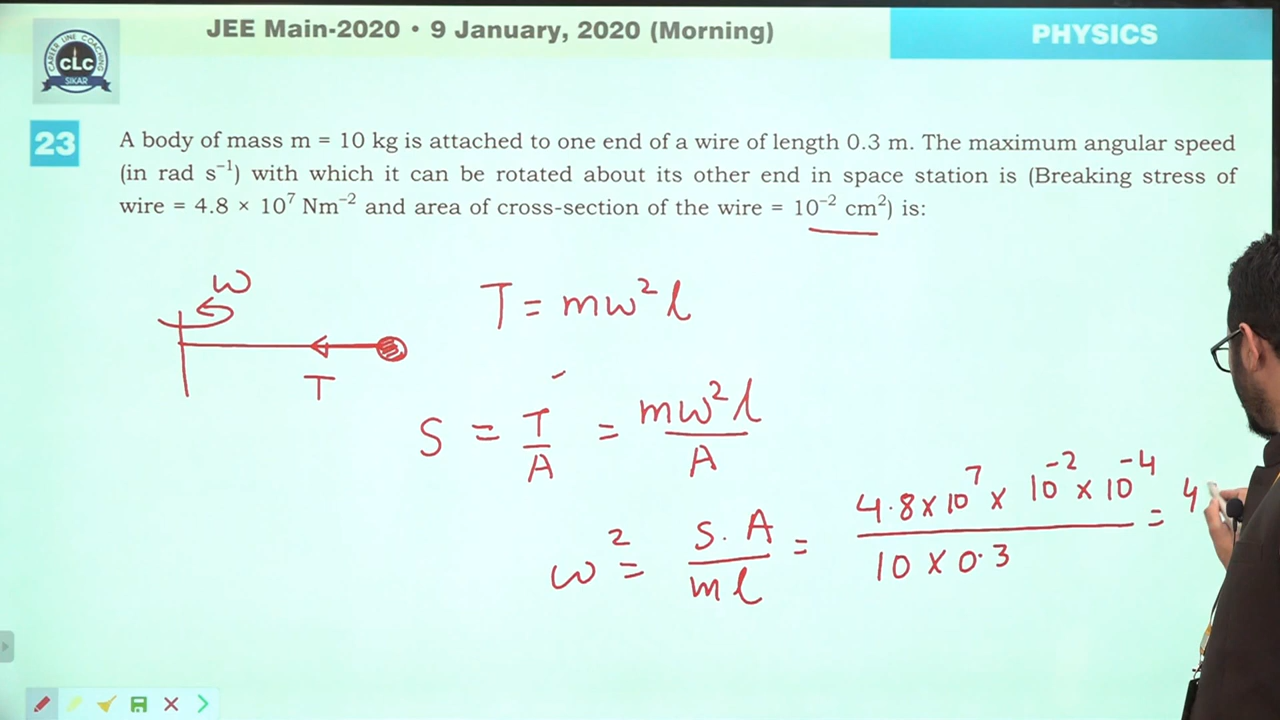 JEE Main-2020 • 9 January, 2020 (Morning)
PHYSICS
CAREER LINE COACHING
CLC
SIKAR
23
A body of mass m = 10 kg is attached to one end of a wire of length 0.3 m. The maximum angular speed
(in rad s⁻¹) with which it can be rotated about its other end in space station is (Breaking stress of
wire = 4.8 × 10⁷ Nm⁻² and area of cross-section of the wire = 10⁻² cm²) is:
ω
T
T = mω²l
S = T/A = mω²l/A
ω² = S.A/ml = 4.8×10⁷ × 10⁻² × 10⁻⁴/10 × 0.3 = 4